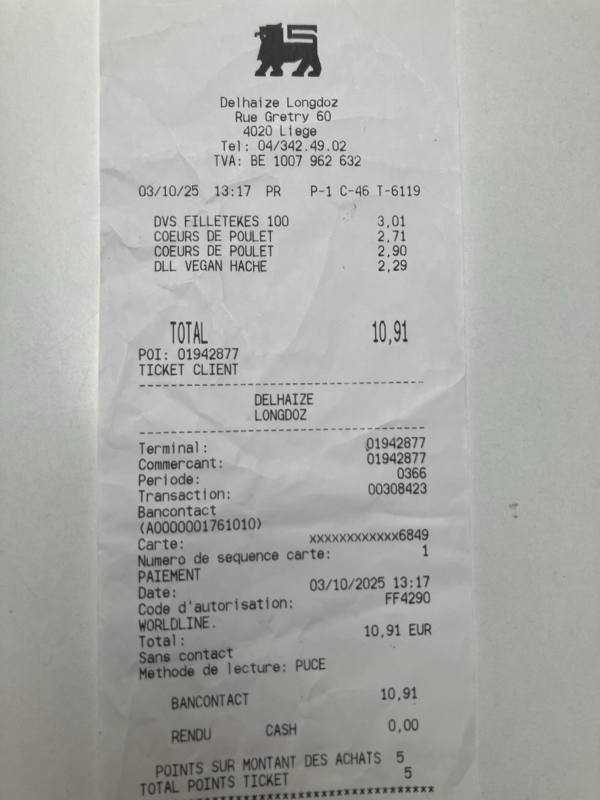 Delhaize Longdoz
Rue Gretry 60
4020 Liege
Tel: 04/342.49.02
TVA: BE 1007 962 632
03/10/25 13:17 PR P-1 C-46 T-6119
DVS FILLETEKES 100 3,01
COEURS DE POULET 2,71
COEURS DE POULET 2,90
DLL VEGAN HACHE 2,29
TOTAL 10,91
POI: 01942877
TICKET CLIENT
--------------------------------
DELHAIZE
LONGDOZ
--------------------------------
Terminal: 01942877
Commercant: 01942877
Periode: 0366
Transaction: 00308423
Bancontact
(A0000001761010)
Carte: xxxxxxxxxxxx6849
Numero de sequence carte: 1
PAIEMENT
Date: 03/10/2025 13:17
Code d'autorisation: FF4290
WORLDLINE.
Total: 10,91 EUR
Sans contact
Methode de lecture: PUCE
BANCONTACT 10,91
RENDU CASH 0,00
POINTS SUR MONTANT DES ACHATS 5
TOTAL POINTS TICKET 5
**********************************